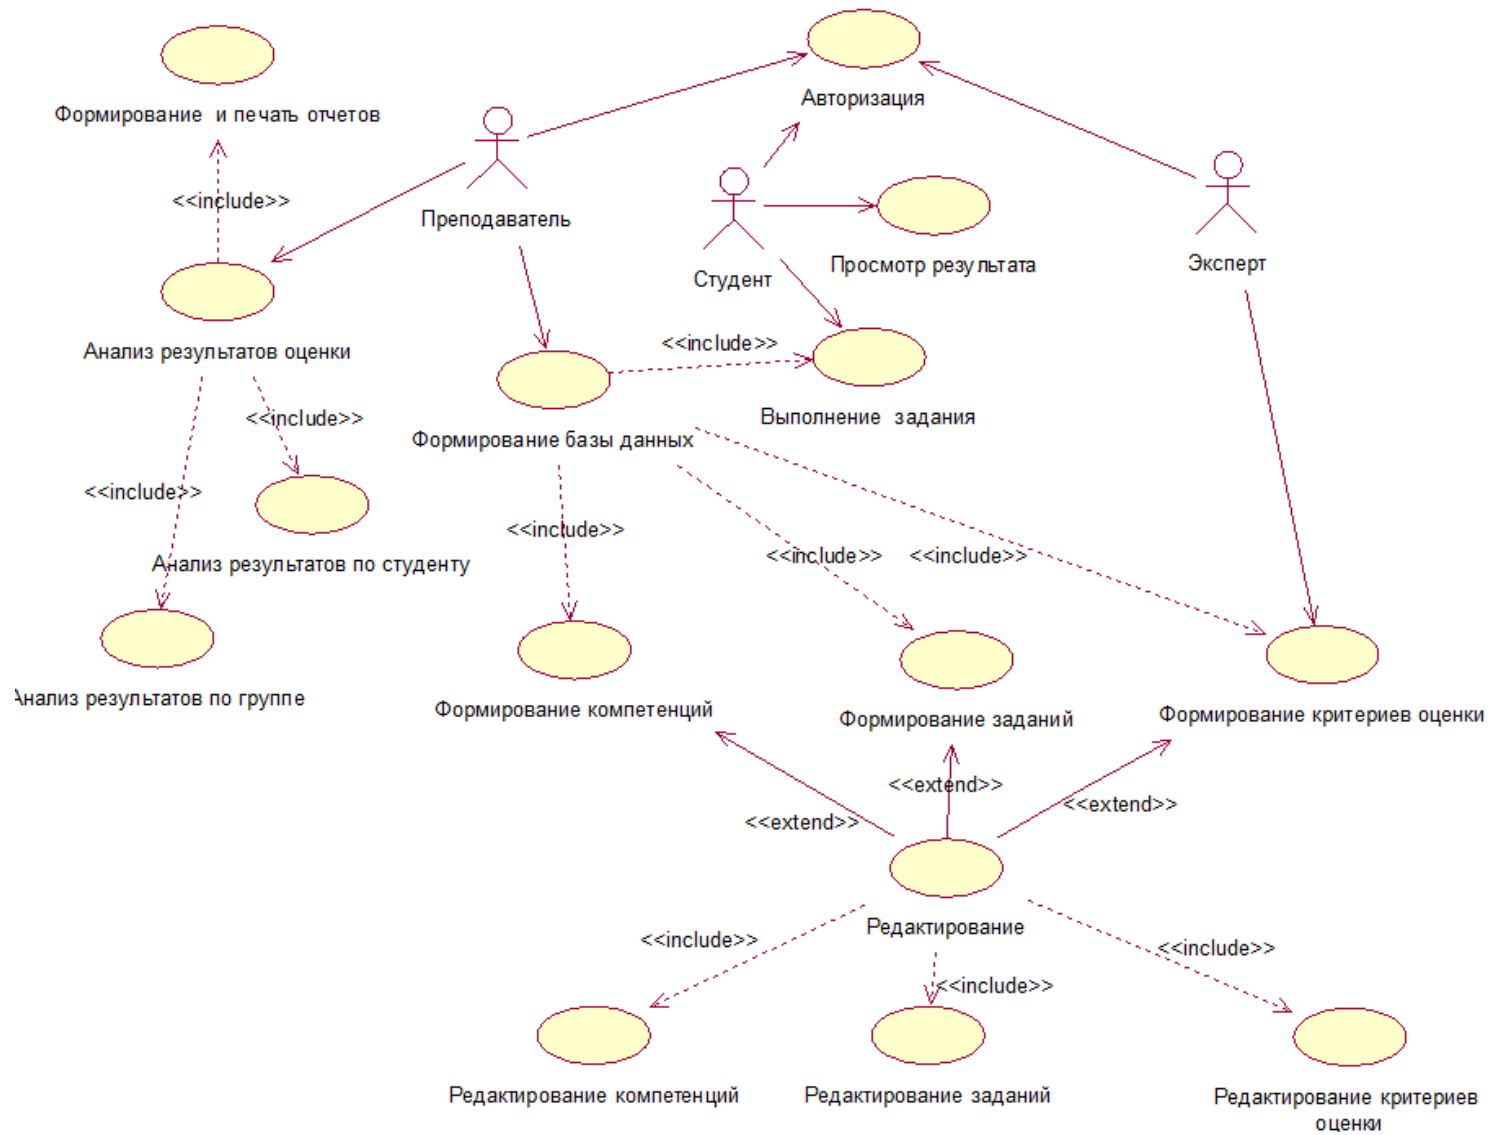 Авторизация
Формирование и печать отчетов
<<include>>
Преподаватель
Студент
Просмотр результата
Эксперт
Анализ результатов оценки
<<include>>
Выполнение задания
<<include>>
Формирование базы данных
<<include>>
<<include>>
<<include>>
<<include>>
Анализ результатов по студенту
Анализ результатов по группе
Формирование компетенций
Формирование заданий
Формирование критериев оценки
<<extend>>
<<extend>>
<<extend>>
Редактирование
<<include>>
<<include>>
<<include>>
Редактирование компетенций
Редактирование заданий
Редактирование критериев
оценки
<<include>>